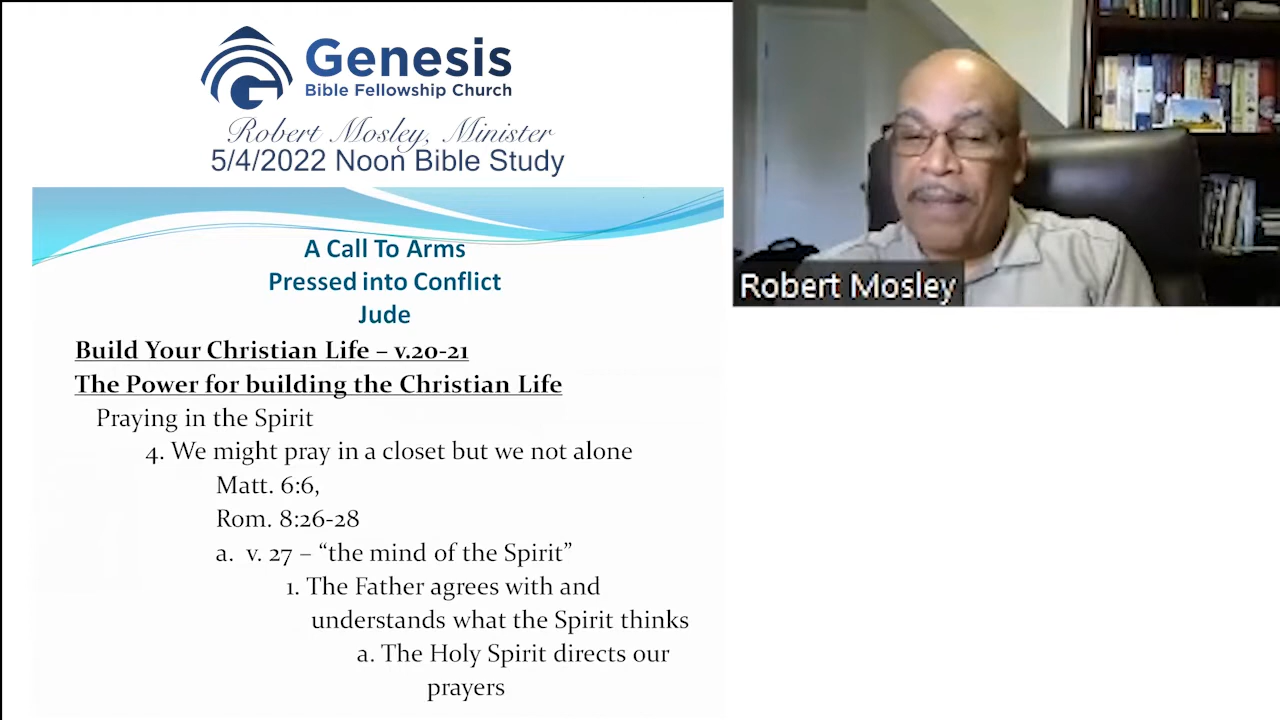 Genesis
Bible Fellowship Church
Robert Mosley, Minister
5/4/2022 Noon Bible Study
A Call To Arms
Pressed into Conflict
Jude
Build Your Christian Life – v.20-21
The Power for building the Christian Life
Praying in the Spirit
4. We might pray in a closet but we not alone
Matt. 6:6,
Rom. 8:26-28
a. v. 27 – “the mind of the Spirit”
1. The Father agrees with and
understands what the Spirit thinks
a. The Holy Spirit directs our
prayers
Robert Mosley